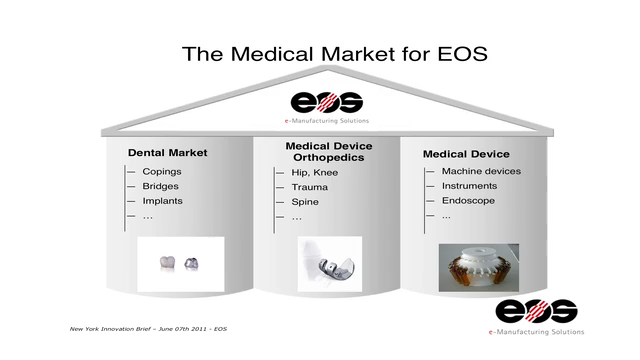 The Medical Market for EOS
eos
e-Manufacturing Solutions
Dental Market
— Copings
— Bridges
— Implants
— …
Medical Device
Orthopedics
— Hip, Knee
— Trauma
— Spine
— …
Medical Device
— Machine devices
— Instruments
— Endoscope
— ...
New York Innovation Brief – June 07th 2011 - EOS
eos
e-Manufacturing Solutions